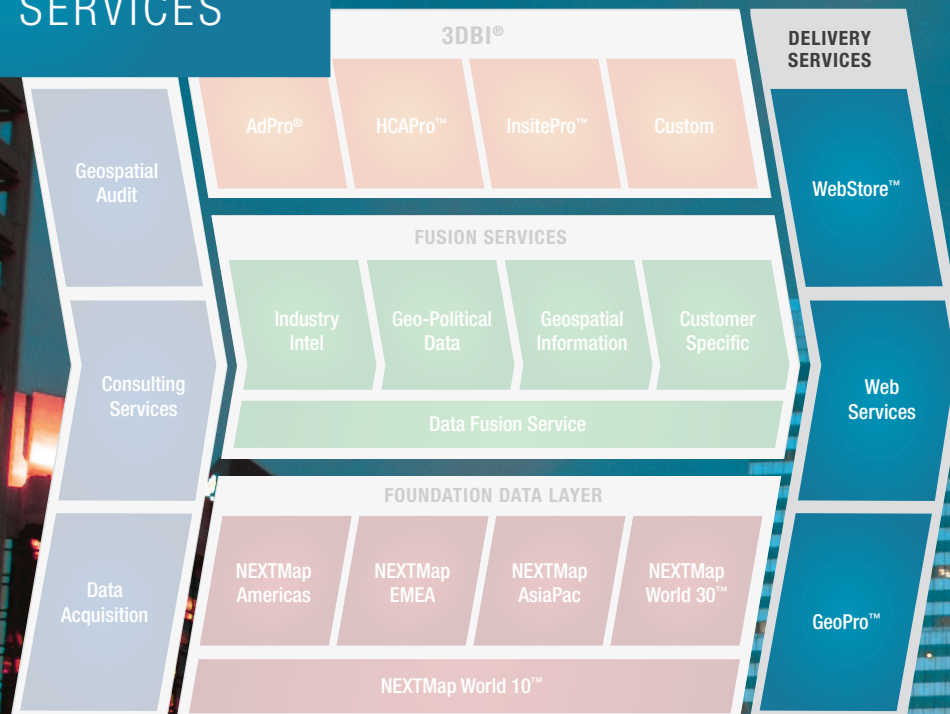 SERVICES
3DBI®
AdPro®
HCAPro™
InsitePro™
Custom
DELIVERY
SERVICES
Geospatial
Audit
Consulting
Services
Data
Acquisition
FUSION SERVICES
Industry
Intel
Geo-Political
Data
Geospatial
Information
Customer
Specific
Data Fusion Service
FOUNDATION DATA LAYER
NEXTMap
Americas
NEXTMap
EMEA
NEXTMap
AsiaPac
NEXTMap
World 30™
NEXTMap World 10™
WebStore™
Web
Services
GeoPro™